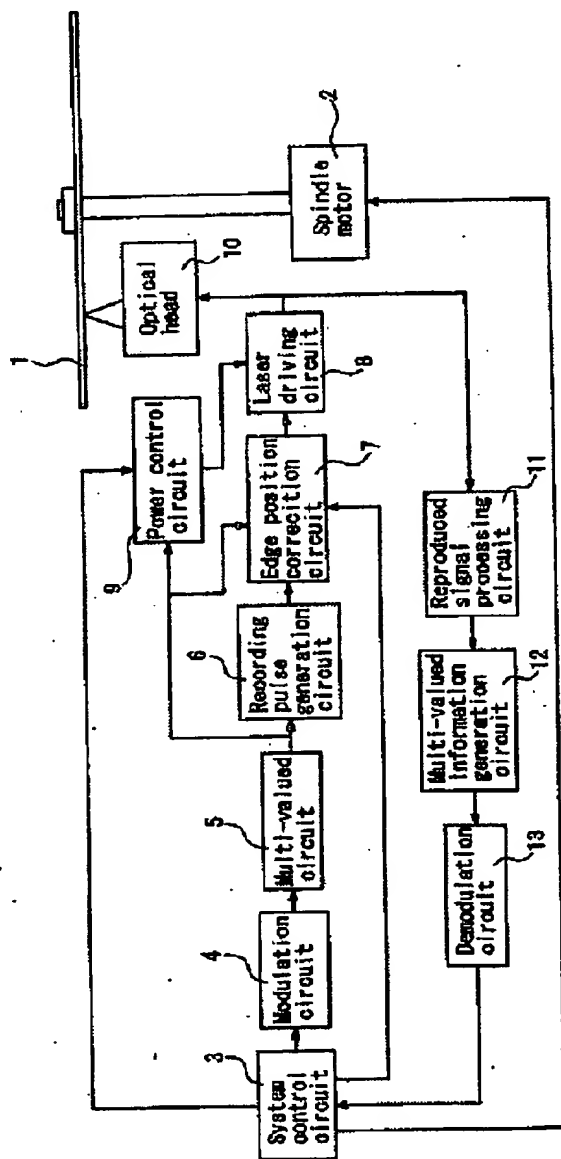 1
Spindle
motor
2
Optical
head
10
Power control
circuit
9
Laser
driving
circuit
8
Edge position
correcition
circuit
7
Recording
pulse
generation
circuit
6
Multi-valued
circuit
5
Modulation
circuit
4
System
control
circuit
3
Reproduced
signal
processing
circuit
11
Multi-valued
information
generation
circuit
12
Demodulation
circuit
13